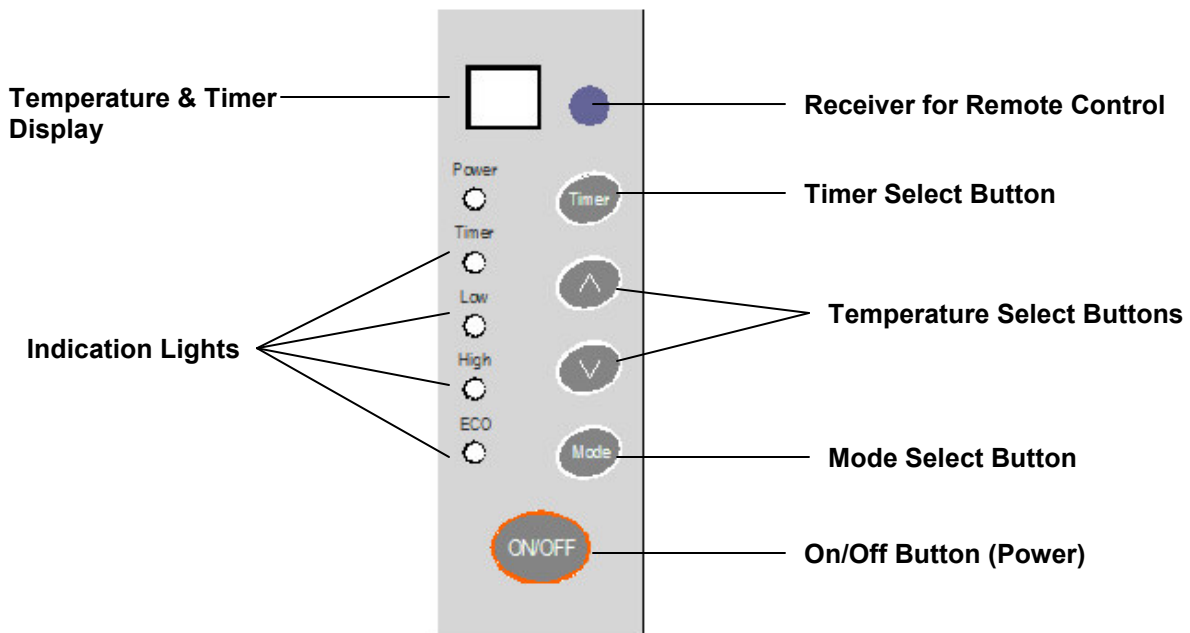 Temperature & Timer
Display
Receiver for Remote Control
Power
Timer
Timer Select Button
Timer
Low
Temperature Select Buttons
Indication Lights
High
ECO
Mode
Mode Select Button
ON/OFF
On/Off Button (Power)